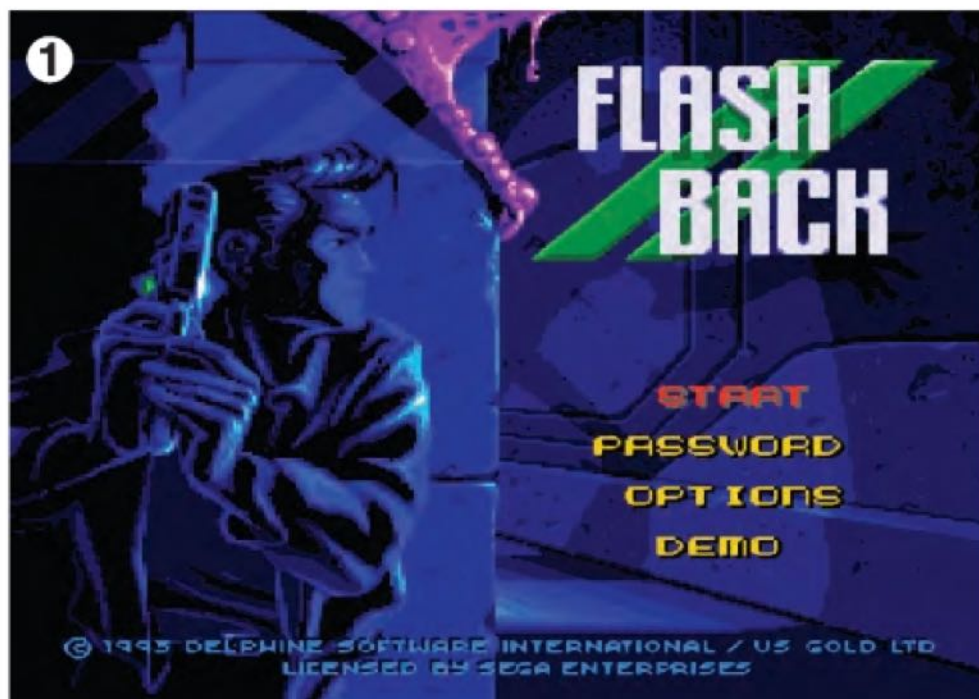 1
FLASH
BACK
START
PASSWORD
OPTIONS
DEMO
© 1993 DELPHINE SOFTWARE INTERNATIONAL / US GOLD LTD
LICENSED BY SEGA ENTERPRISES